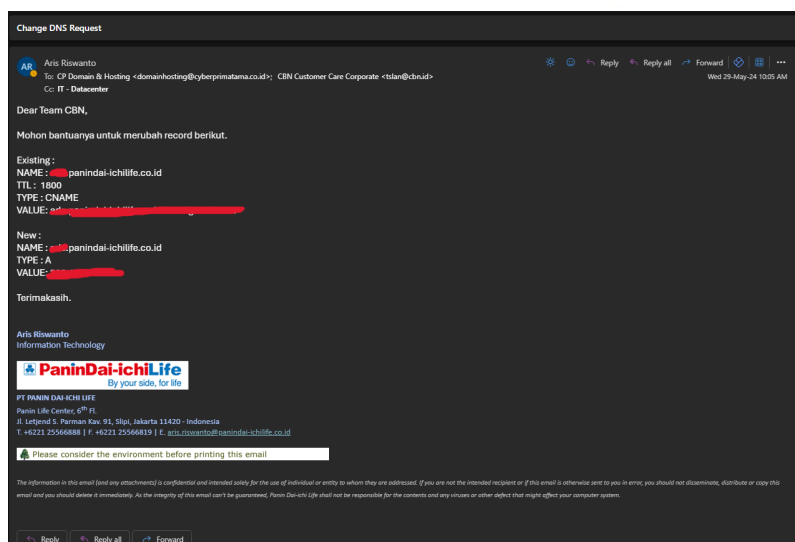 Change DNS Request
AR
Aris Riswanto
To: CP Domain & Hosting <domainhosting@cyberprimatama.co.id>; CBN Customer Care Corporate <tslan@cbn.id>
Cc: IT - Datacenter
Reply
Reply all
Forward
Wed 29-May-24 10:05 AM
Dear Team CBN,
Mohon bantuanya untuk merubah record berikut.
Existing :
NAME : panindai-ichilife.co.id
TTL : 1800
TYPE : CNAME
VALUE:
New :
NAME : panindai-ichilife.co.id
TYPE : A
VALUE:
Terimakasih.
Aris Riswanto
Information Technology
PaninDai-ichiLife
By your side, for life
PT PANIN DAI-ICHI LIFE
Panin Life Center, 6th Fl.
Jl. Letjend S. Parman Kav. 91, Slipi, Jakarta 11420 - Indonesia
T. +6221 25566888 | F. +6221 25566819 | E. aris.riswanto@panindai-ichilife.co.id
Please consider the environment before printing this email
The information in this email (and any attachments) is confidential and intended solely for the use of individual or entity to whom they are addressed. If you are not the intended recipient or if this email is otherwise sent to you in error, you should not disseminate, distribute or copy this
email and you should delete it immediately. As the integrity of this email can't be guaranteed, Panin Dai-ichi Life shall not be responsible for the contents and any viruses or other defect that might affect your computer system.
Reply
Reply all
Forward